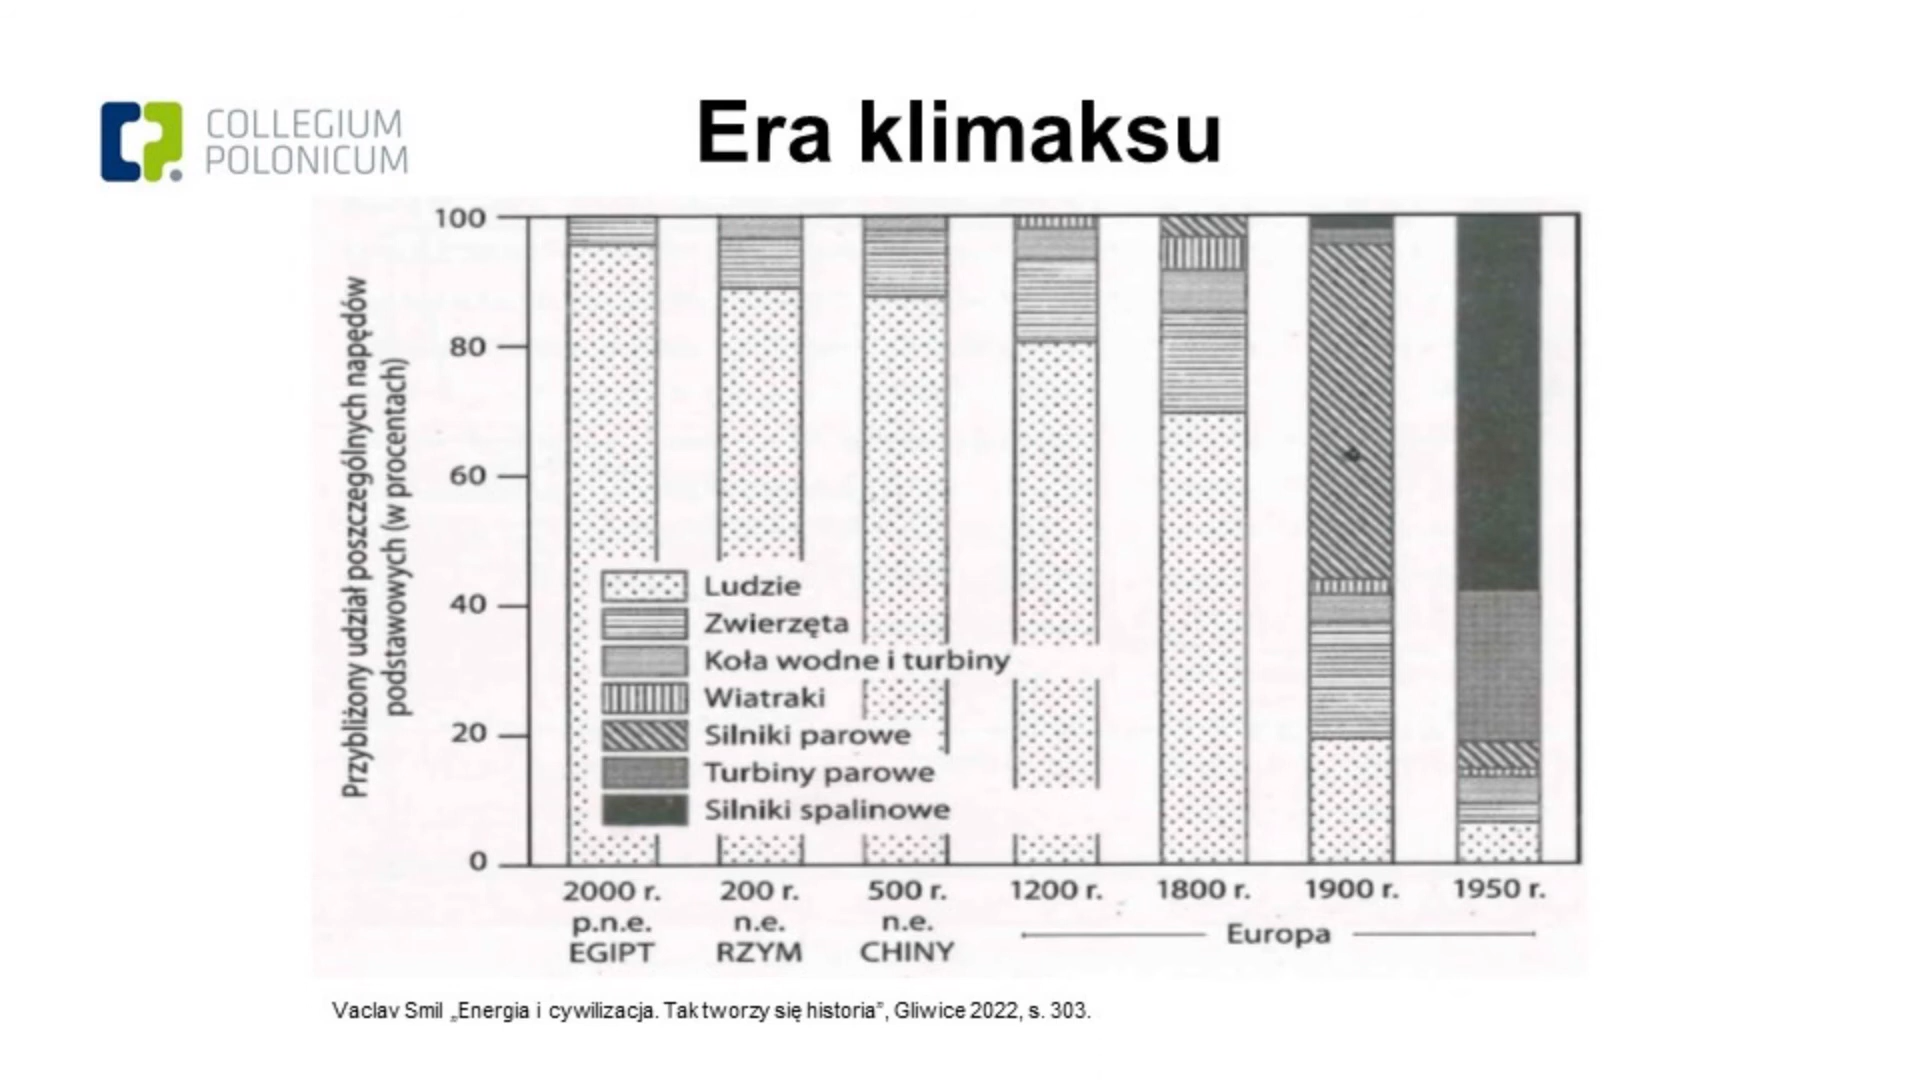 COLLEGIUM
POLONICUM
Era klimaksu
Przybliżony udział poszczególnych napędów
podstawowych (w procentach)
100
80
60
40
20
0
Ludzie
Zwierzęta
Koła wodne i turbiny
Wiatraki
Silniki parowe
Turbiny parowe
Silniki spalinowe
2000 r.
p.n.e.
EGIPT
200 r.
n.e.
RZYM
500 r.
n.e.
CHINY
1200 r.
1800 r.
1900 r.
1950 r.
Europa
Vaclav Smil „Energia i cywilizacja. Tak tworzy się historia”, Gliwice 2022, s. 303.